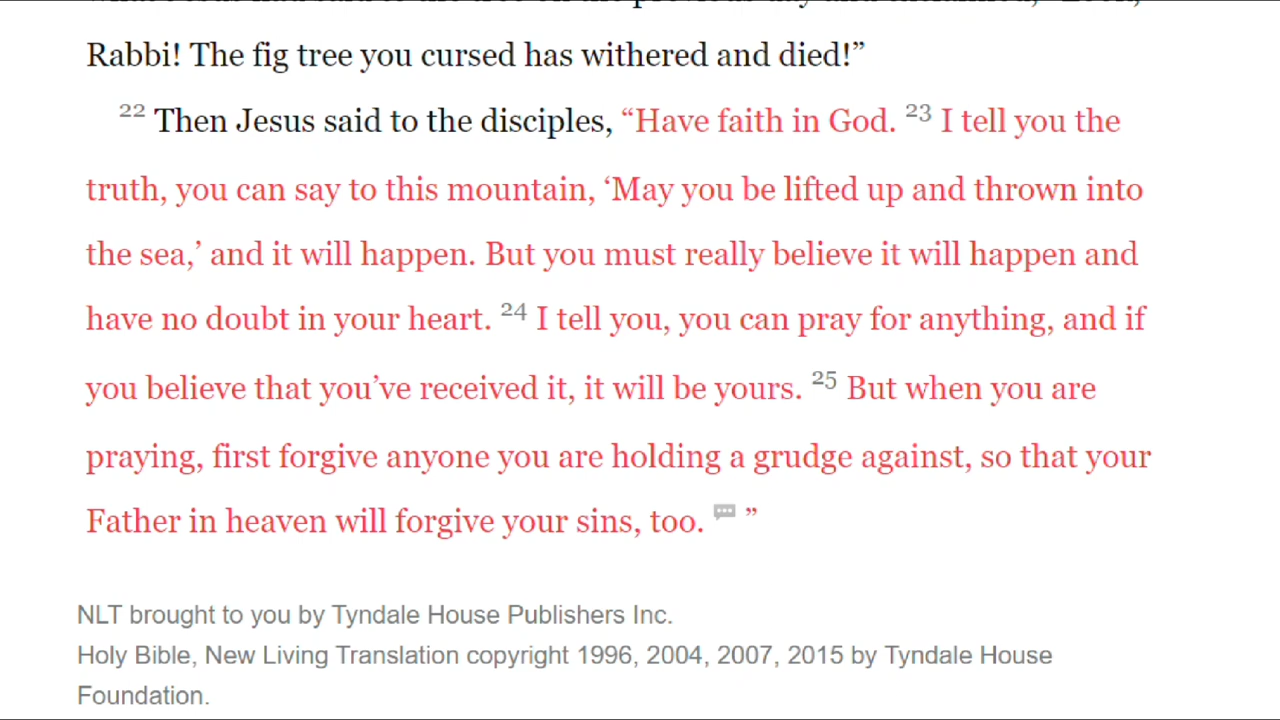 Rabbi! The fig tree you cursed has withered and died!”
22 Then Jesus said to the disciples, “Have faith in God. 23 I tell you the
truth, you can say to this mountain, ‘May you be lifted up and thrown into
the sea,’ and it will happen. But you must really believe it will happen and
have no doubt in your heart. 24 I tell you, you can pray for anything, and if
you believe that you’ve received it, it will be yours. 25 But when you are
praying, first forgive anyone you are holding a grudge against, so that your
Father in heaven will forgive your sins, too. ”
NLT brought to you by Tyndale House Publishers Inc.
Holy Bible, New Living Translation copyright 1996, 2004, 2007, 2015 by Tyndale House
Foundation.